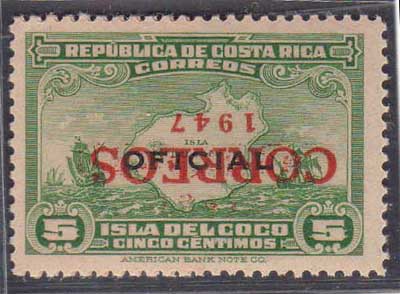 REPÚBLICA DE COSTA RICA
CORREOS
1947
ISLA
CORREOS
OFICIAL
5 ISLA DEL COCO 5
CINCO CENTIMOS
AMERICAN BANK NOTE CO.